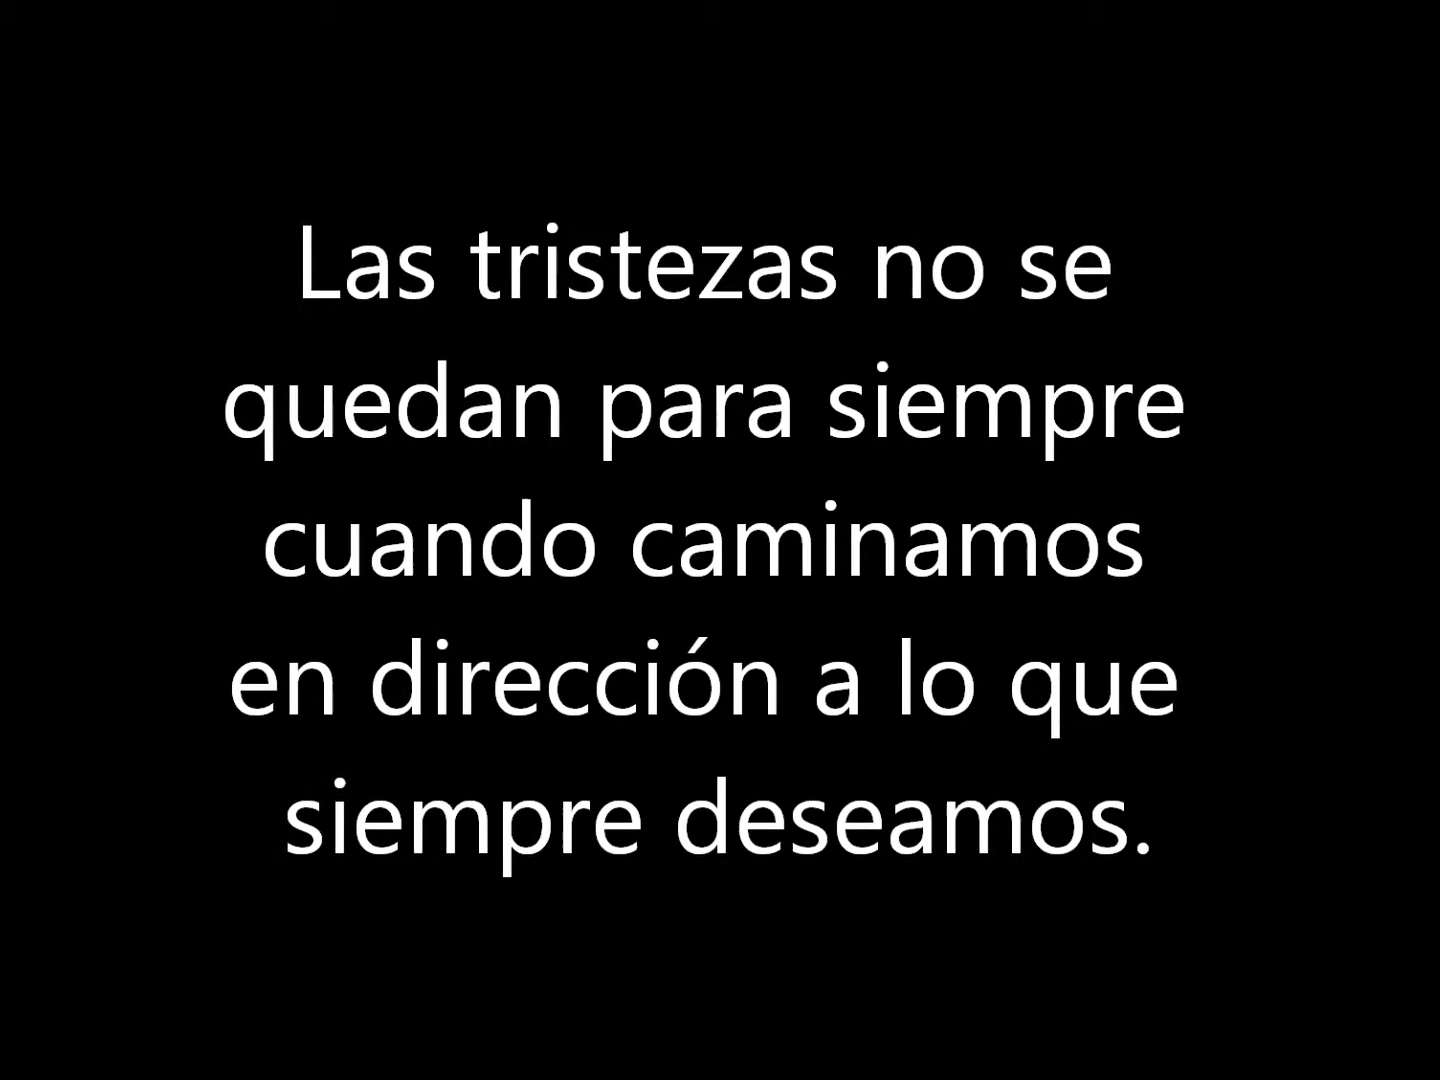 Las tristezas no se
quedan para siempre
cuando caminamos
en dirección a lo que
siempre deseamos.